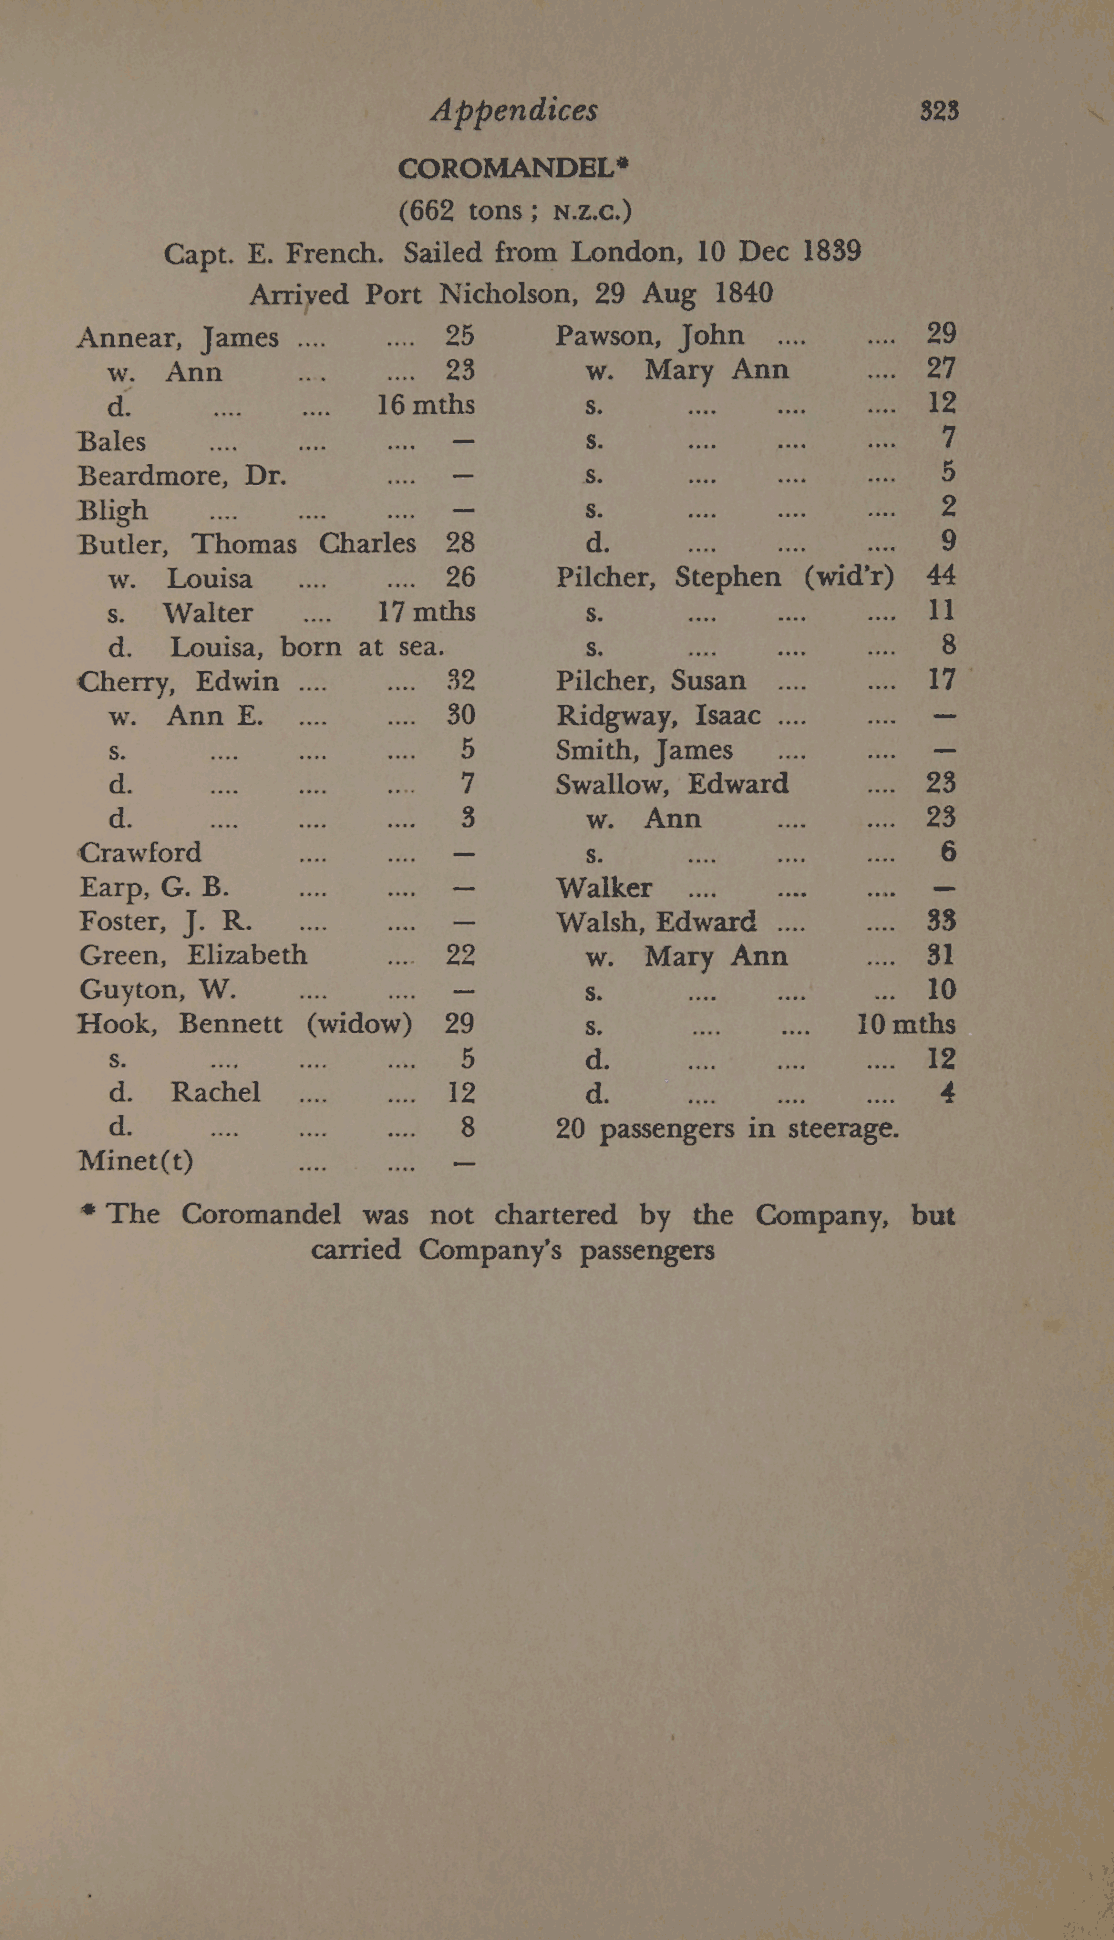 Appendices 323
COROMANDEL*
(662 tons ; N.Z.C.)
Capt. E. French. Sailed from London, 10 Dec 1839
Arrived Port Nicholson, 29 Aug 1840
Annear, James .... .... 25
w. Ann .... .... 23
d. .... .... 16 mths
Bales .... .... .... —
Beardmore, Dr. .... —
Bligh .... .... .... —
Butler, Thomas Charles 28
w. Louisa .... .... 26
s. Walter .... 17 mths
d. Louisa, born at sea.
Cherry, Edwin .... .... 32
w. Ann E. .... .... 30
s. .... .... .... 5
d. .... .... .... 7
d. .... .... .... 3
Crawford .... .... —
Earp, G. B. .... .... —
Foster, J. R. .... .... —
Green, Elizabeth .... 22
Guyton, W. .... .... —
Hook, Bennett (widow) 29
s. .... .... .... 5
d. Rachel .... .... 12
d. .... .... .... 8
Minet(t) .... .... —
Pawson, John .... .... 29
w. Mary Ann .... 27
s. .... .... .... 12
s. .... .... .... 7
s. .... .... .... 5
s. .... .... .... 2
d. .... .... .... 9
Pilcher, Stephen (wid'r) 44
s. .... .... .... 11
s. .... .... .... 8
Pilcher, Susan .... .... 17
Ridgway, Isaac .... .... —
Smith, James .... .... —
Swallow, Edward .... 23
w. Ann .... .... 23
s. .... .... .... 6
Walker .... .... .... —
Walsh, Edward .... .... 33
w. Mary Ann .... 31
s. .... .... ... 10
s. .... .... 10 mths
d. .... .... .... 12
d. .... .... .... 4
20 passengers in steerage.
* The Coromandel was not chartered by the Company, but
carried Company's passengers